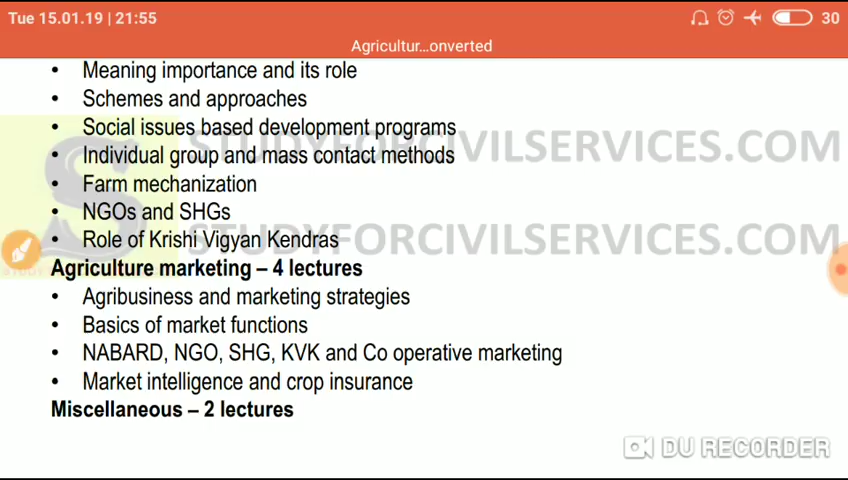 Tue 15.01.19 | 21:55
30
Agricultur...onverted
• Meaning importance and its role
• Schemes and approaches
• Social issues based development programs
STUDYFORCIVILSERVICES.COM
• Individual group and mass contact methods
• Farm mechanization
• NGOs and SHGs
• Role of Krishi Vigyan Kendras
STUDYFORCIVILSERVICES.COM
Agriculture marketing – 4 lectures
• Agribusiness and marketing strategies
• Basics of market functions
• NABARD, NGO, SHG, KVK and Co operative marketing
• Market intelligence and crop insurance
Miscellaneous – 2 lectures
DU RECORDER